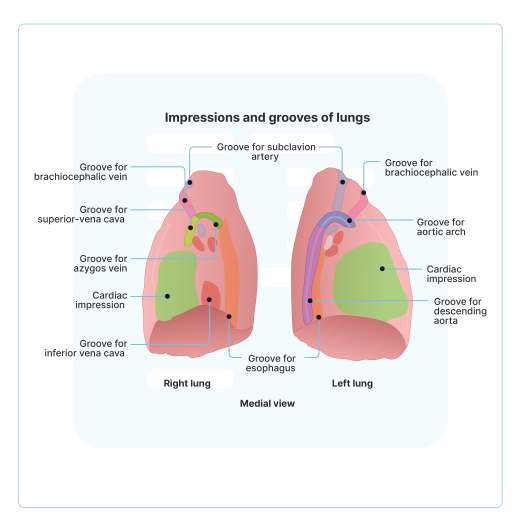 Impressions and grooves of lungs
Groove for subclavion
artery
Groove for
brachiocephalic vein
Groove for
brachiocephalic vein
Groove for
superior-vena cava
Groove for
aortic arch
Groove for
azygos vein
Cardiac
impression
Cardiac
impression
Groove for
descending
aorta
Groove for
inferior vena cava
Groove for
esophagus
Right lung
Left lung
Medial view